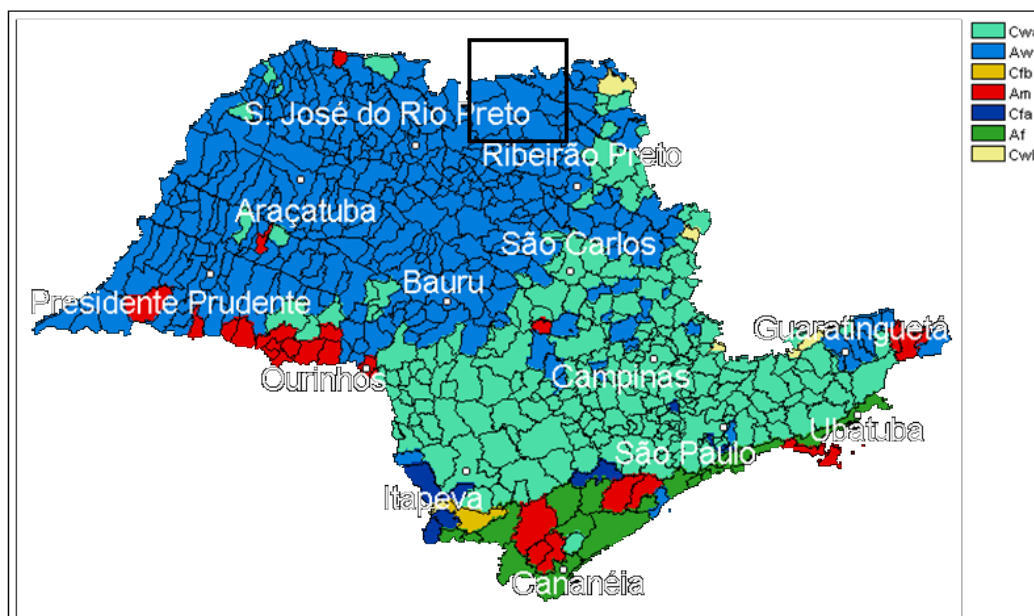 Cwa
Aw
Cfb
Am
Cfa
Af
S. José do Rio Preto
Ribeirão Preto
Araçatuba
São Carlos
Bauru
Presidente Prudente
Guaratinguetá
Ourinhos
Campinas
Ubatuba
São Paulo
Itapeva
Cananéia